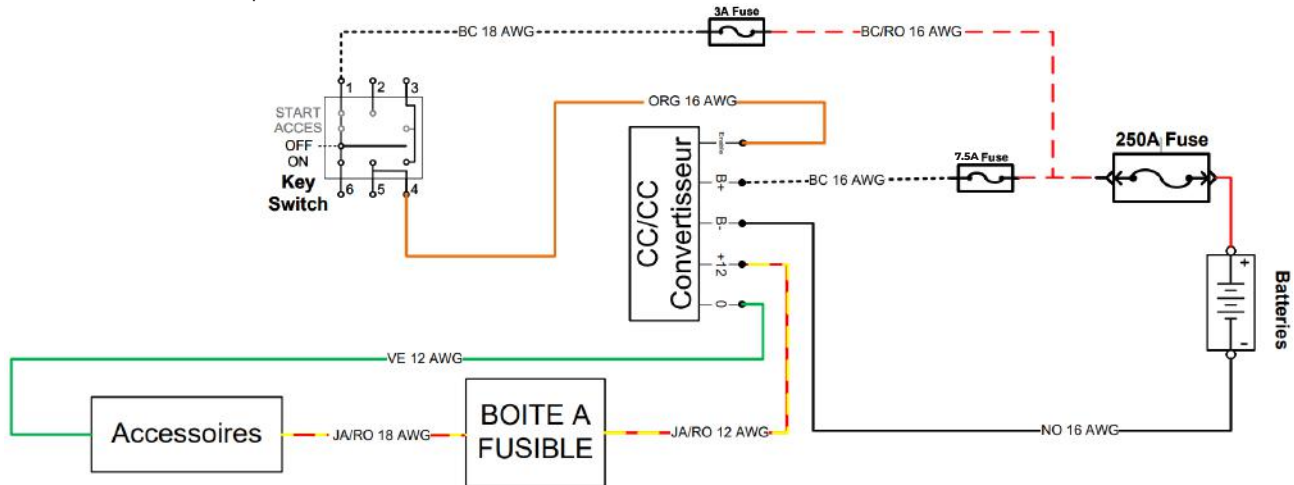 3A Fuse
BC 18 AWG
BC/RO 16 AWG
1
2
3
START
ACCES
OFF
ON
Key
Switch
6
5
4
ORG 16 AWG
CC/CC
Convertisseur
Enable
B+
B-
+12
0
BC 16 AWG
7.5A Fuse
250A Fuse
+
-
Batteries
VE 12 AWG
Accessoires
JA/RO 18 AWG
BOITE A
FUSIBLE
JA/RO 12 AWG
NO 16 AWG